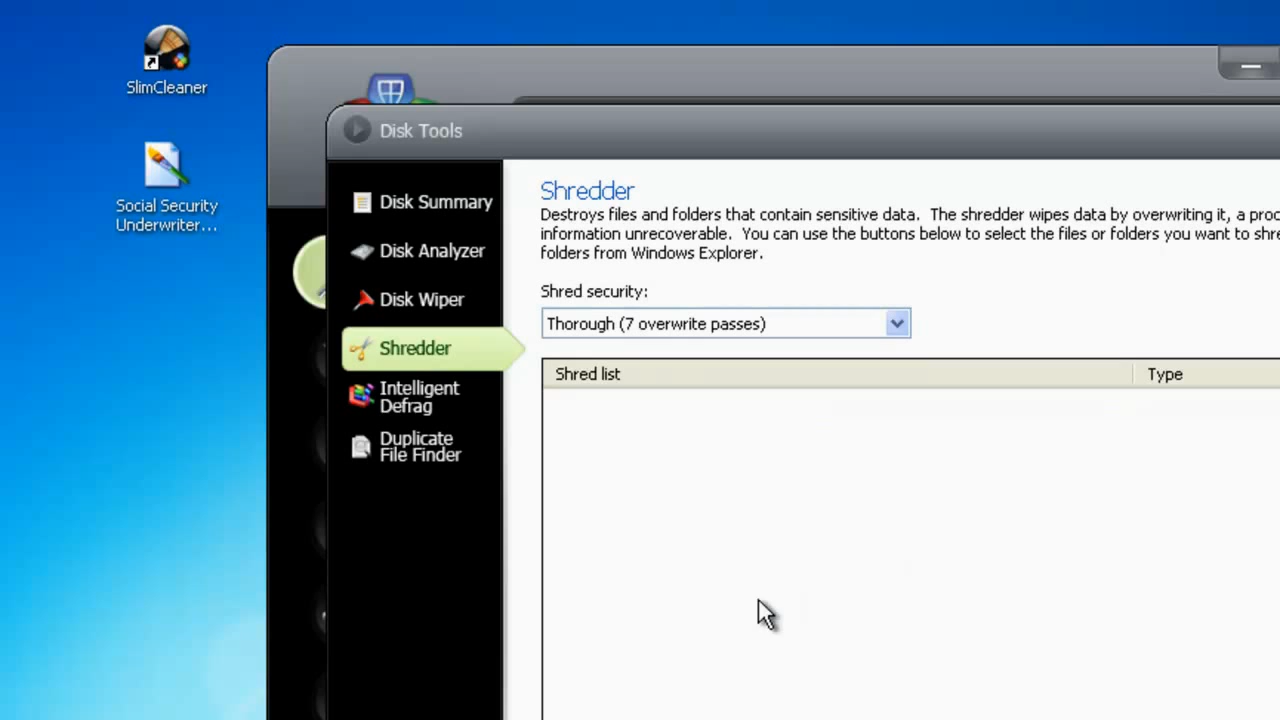 SlimCleaner
Social Security
Underwriter...
Disk Tools
Disk Summary
Disk Analyzer
Disk Wiper
Shredder
Intelligent
Defrag
Duplicate
File Finder
Shredder
Destroys files and folders that contain sensitive data. The shredder wipes data by overwriting it, a
information unrecoverable. You can use the buttons below to select the files or folders you want to
folders from Windows Explorer.
Shred security:
Thorough (7 overwrite passes)
Shred list
Type